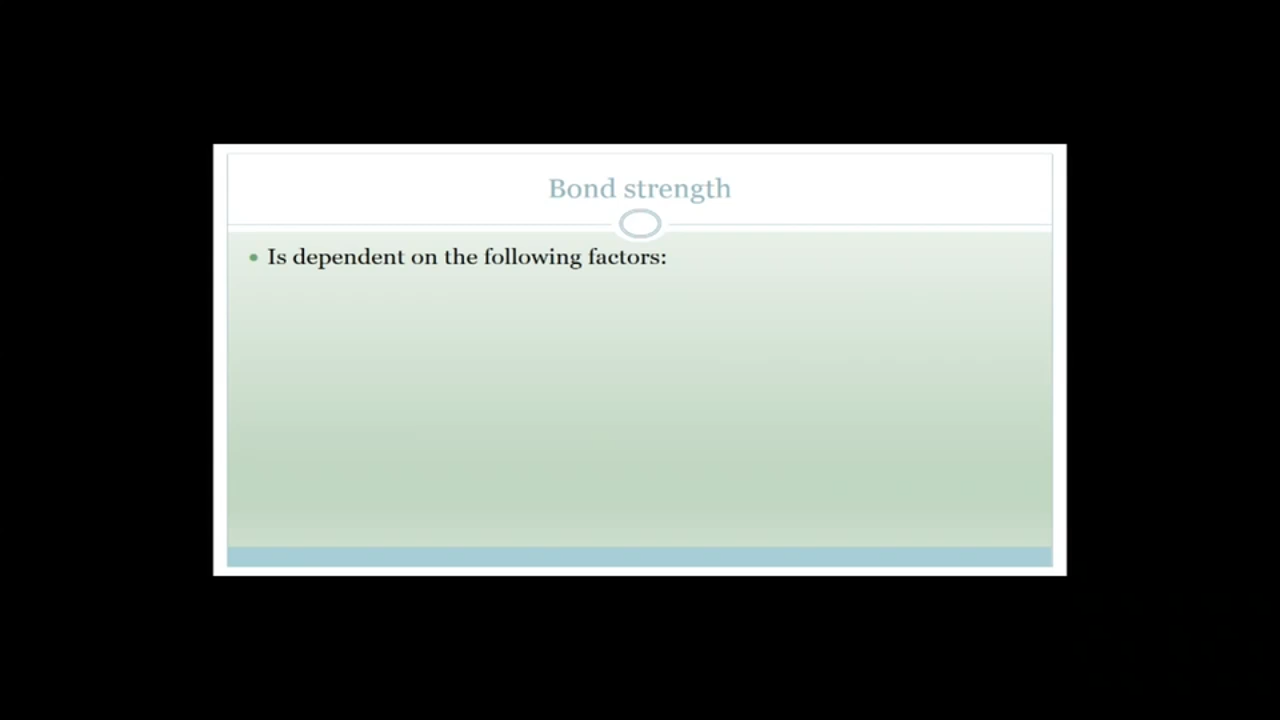 Bond strength
Is dependent on the following factors: